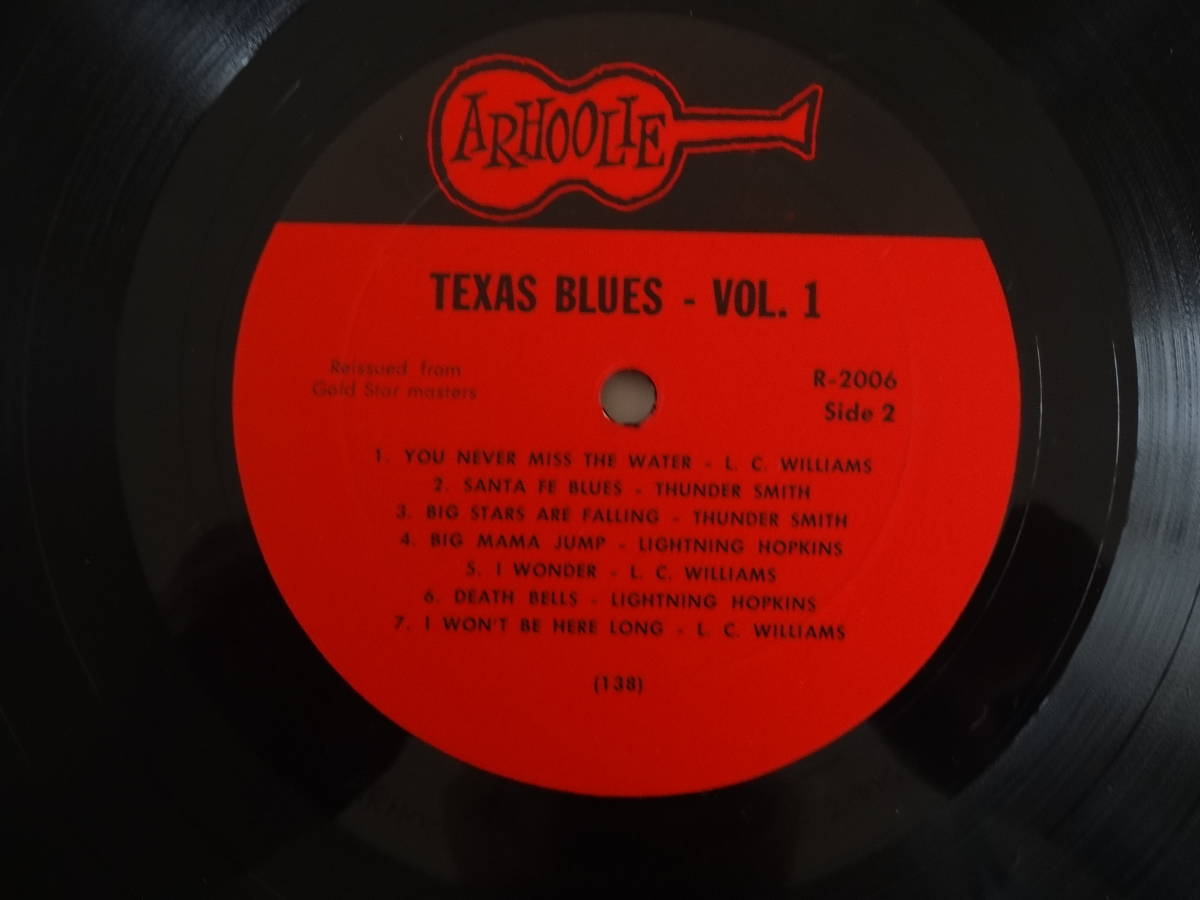 ARHOOLIE
TEXAS BLUES - VOL. 1
Reissued from
Gold Star masters
R-2006
Side 2
1. YOU NEVER MISS THE WATER - L. C. WILLIAMS
2. SANTA FE BLUES - THUNDER SMITH
3. BIG STARS ARE FALLING - THUNDER SMITH
4. BIG MAMA JUMP - LIGHTNING HOPKINS
5. I WONDER - L. C. WILLIAMS
6. DEATH BELLS - LIGHTNING HOPKINS
7. I WON'T BE HERE LONG - L. C. WILLIAMS
(138)